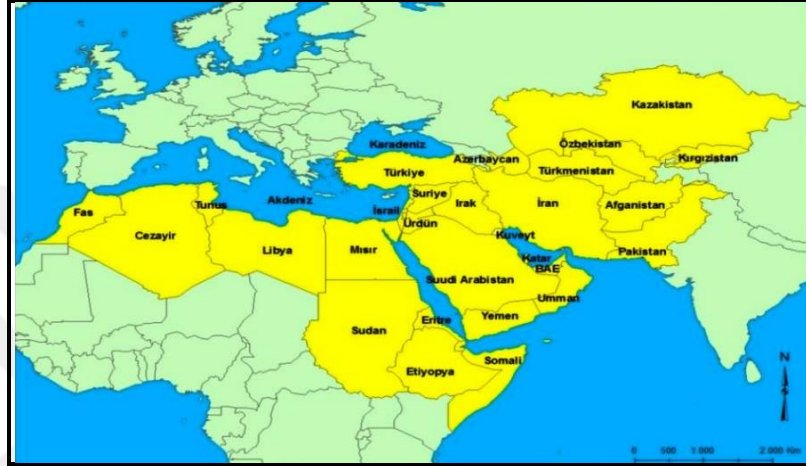 Kazakistan
Karadeniz
Özbekistan
Azerbaycan
Kırgızistan
Türkiye
Türkmenistan
Suriye
Akdeniz
Tunus
İsrail
Irak
İran
Afganistan
Fas
Ürdün
Cezayir
Kuveyt
Libya
Mısır
Pakistan
Katar
BAE
Suudi Arabistan
Umman
Yemen
Eritre
Sudan
Somali
Etiyopya
N
0 500 1.000 2.000 Km